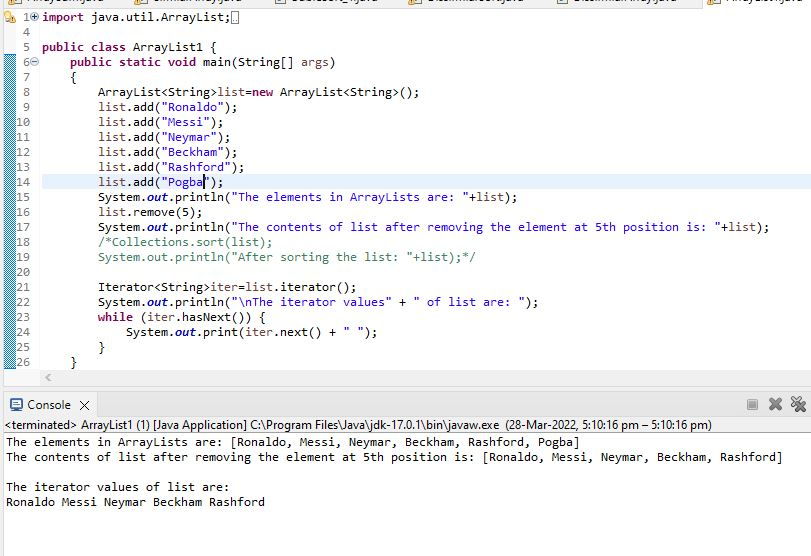 1 import java.util.ArrayList;
4
5 public class ArrayList1 {
6 public static void main(String[] args)
7 {
8 ArrayList<String>list=new ArrayList<String>();
9 list.add("Ronaldo");
10 list.add("Messi");
11 list.add("Neymar");
12 list.add("Beckham");
13 list.add("Rashford");
14 list.add("Pogba");
15 System.out.println("The elements in ArrayLists are: "+list);
16 list.remove(5);
17 System.out.println("The contents of list after removing the element at 5th position is: "+list);
18 /*Collections.sort(list);
19 System.out.println("After sorting the list: "+list);*/
20
21 Iterator<String>iter=list.iterator();
22 System.out.println("\nThe iterator values" + " of list are: ");
23 while (iter.hasNext()) {
24 System.out.print(iter.next() + " ");
25 }
26 }
Console
<terminated> ArrayList1 (1) [Java Application] C:\Program Files\Java\jdk-17.0.1\bin\javaw.exe (28-Mar-2022, 5:10:16 pm – 5:10:16 pm)
The elements in ArrayLists are: [Ronaldo, Messi, Neymar, Beckham, Rashford, Pogba]
The contents of list after removing the element at 5th position is: [Ronaldo, Messi, Neymar, Beckham, Rashford]
The iterator values of list are:
Ronaldo Messi Neymar Beckham Rashford